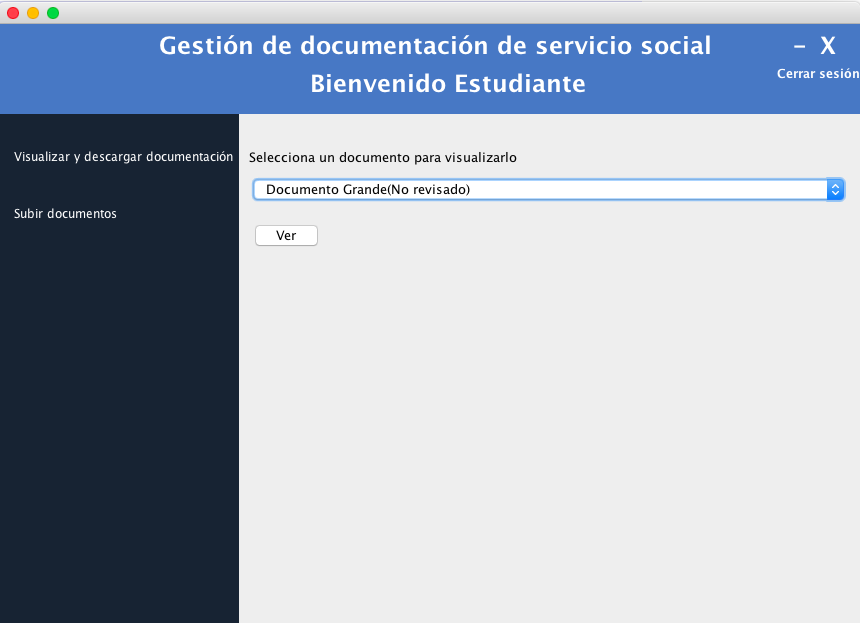 Gestión de documentación de servicio social
– X
Bienvenido Estudiante
Cerrar sesión
Visualizar y descargar documentación
Subir documentos
Selecciona un documento para visualizarlo
Documento Grande(No revisado)
Ver